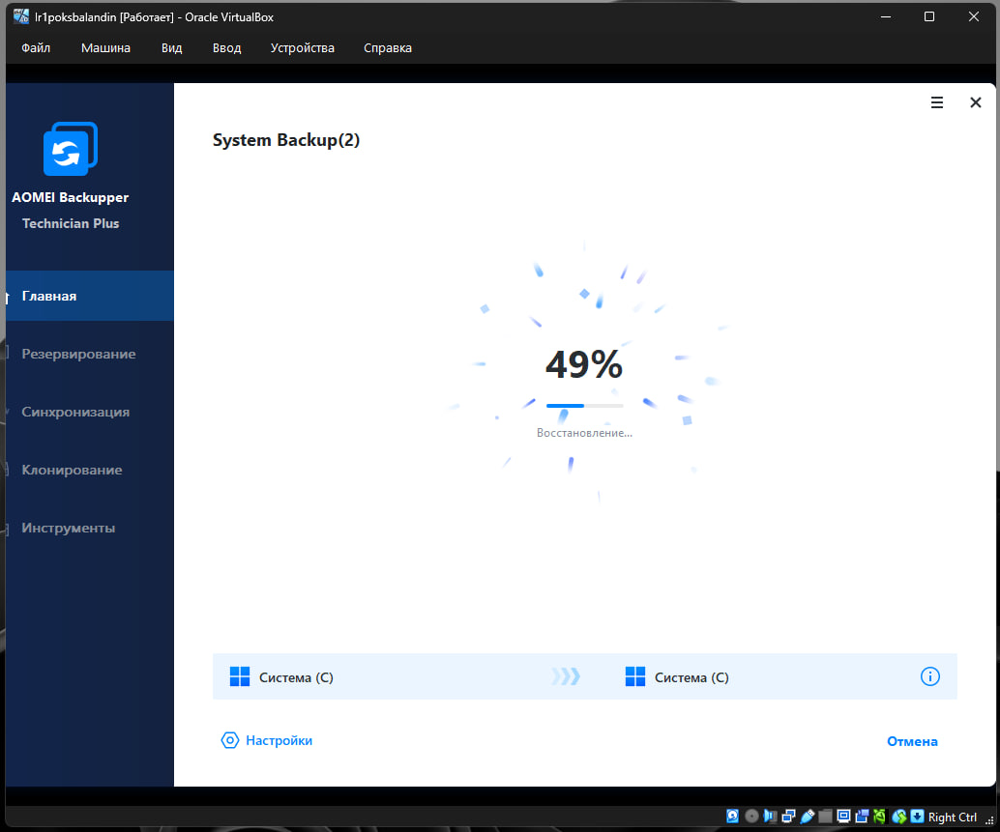 lr1poksbalandin [Работает] - Oracle VirtualBox
Файл Машина Вид Ввод Устройства Справка
AOMEI Backupper
Technician Plus
Главная
Резервирование
Синхронизация
Клонирование
Инструменты
System Backup(2)
49%
Восстановление...
Система (C) Система (C)
Настройки Отмена
Right Ctrl